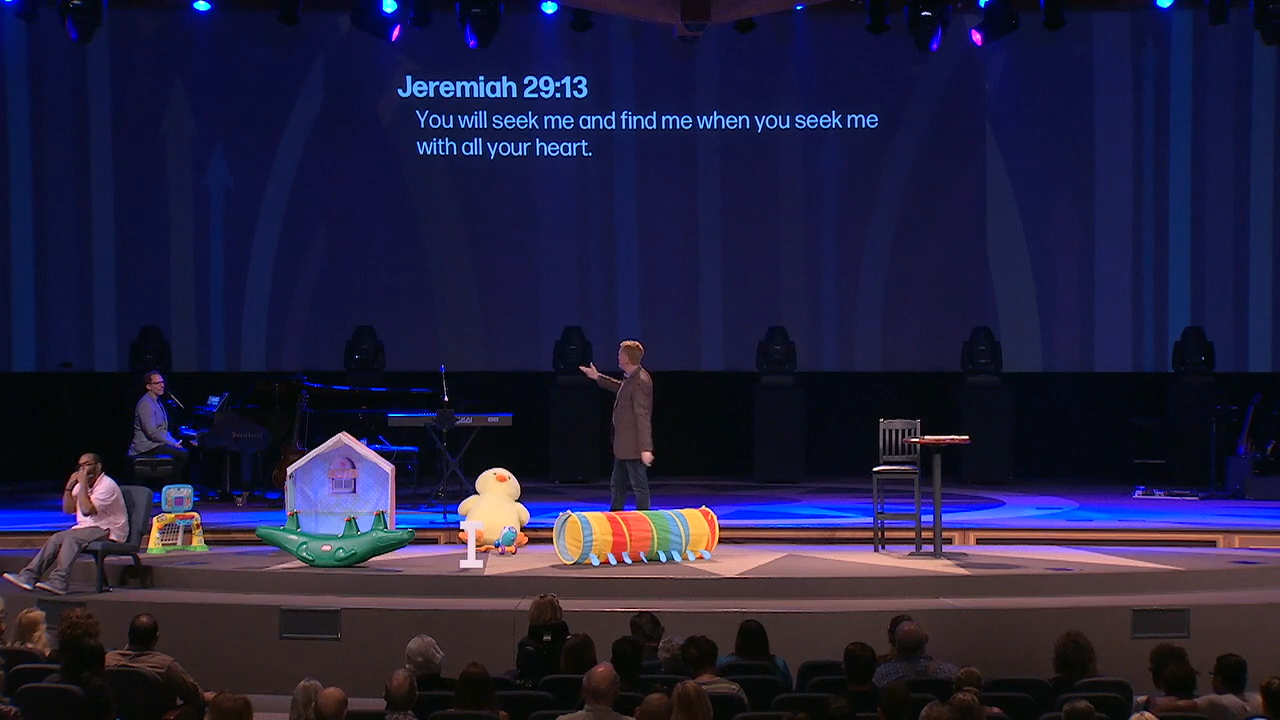 Jeremiah 29:13
You will seek me and find me when you seek me
with all your heart.
I